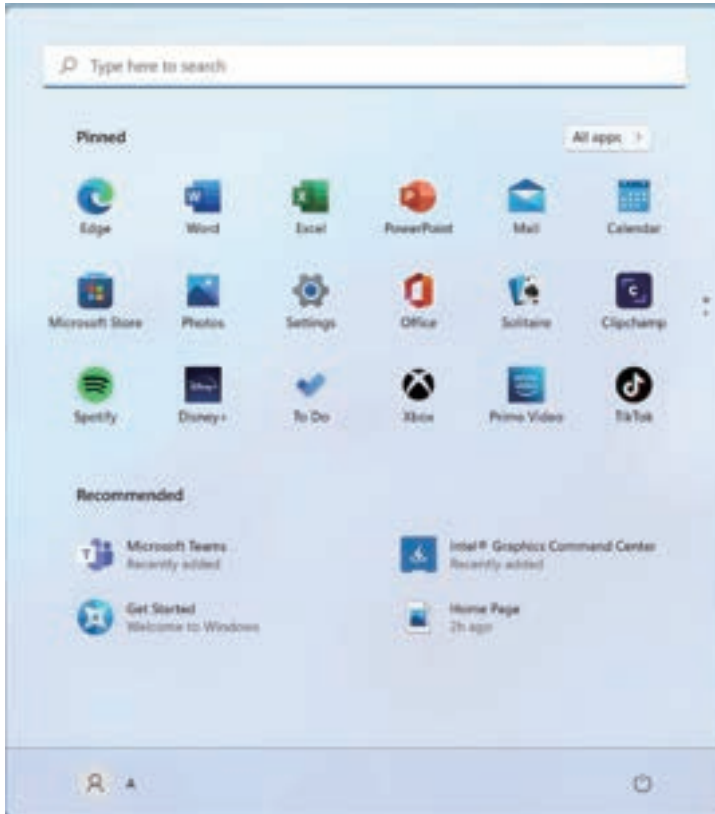 Type here to search
Pinned
All apps
Edge
Word
Excel
PowerPoint
Mail
Calendar
Microsoft Store
Photos
Settings
Office
Solitaire
Clipchamp
Spotify
Disney+
To Do
Xbox
Prime Video
TikTok
Recommended
Microsoft Teams
Recently added
Intel® Graphics Command Center
Recently added
Get Started
Welcome to Windows
Home Page
2h ago
A